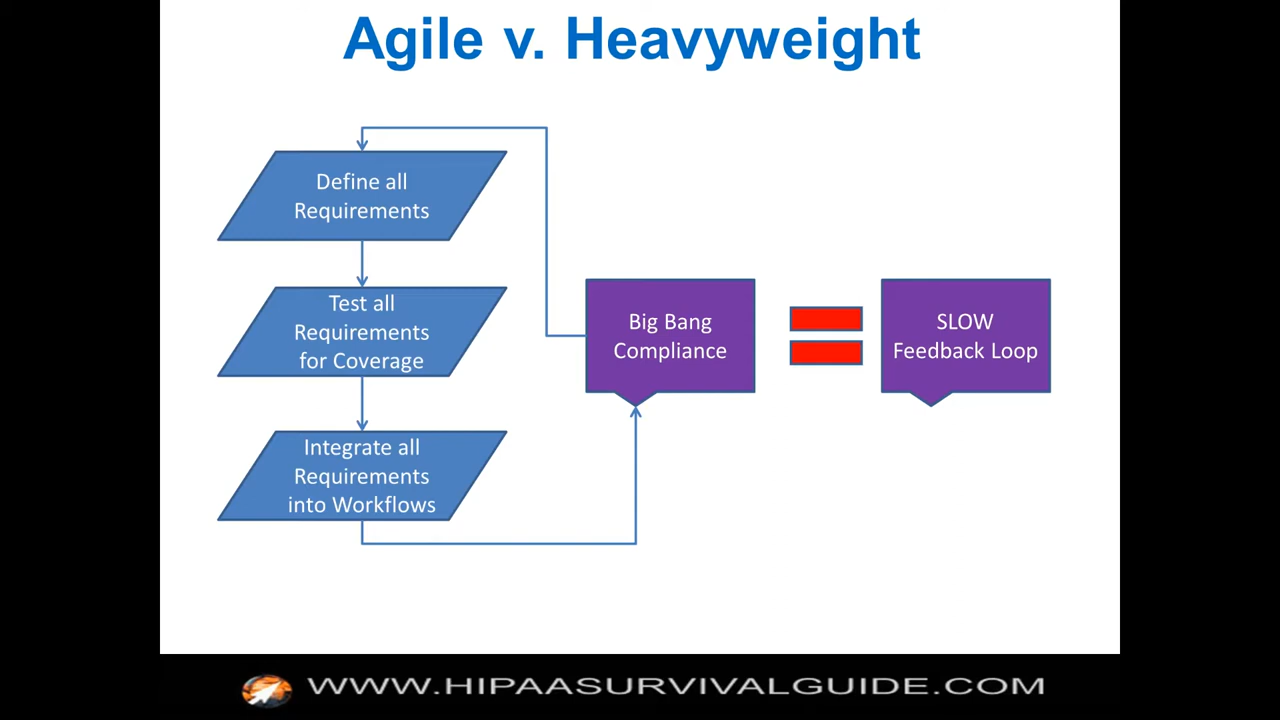 Agile v. Heavyweight
Define all
Requirements
Test all
Requirements
for Coverage
Integrate all
Requirements
into Workflows
Big Bang
Compliance
SLOW
Feedback Loop
WWW.HIPAASURVIVALGUIDE.COM